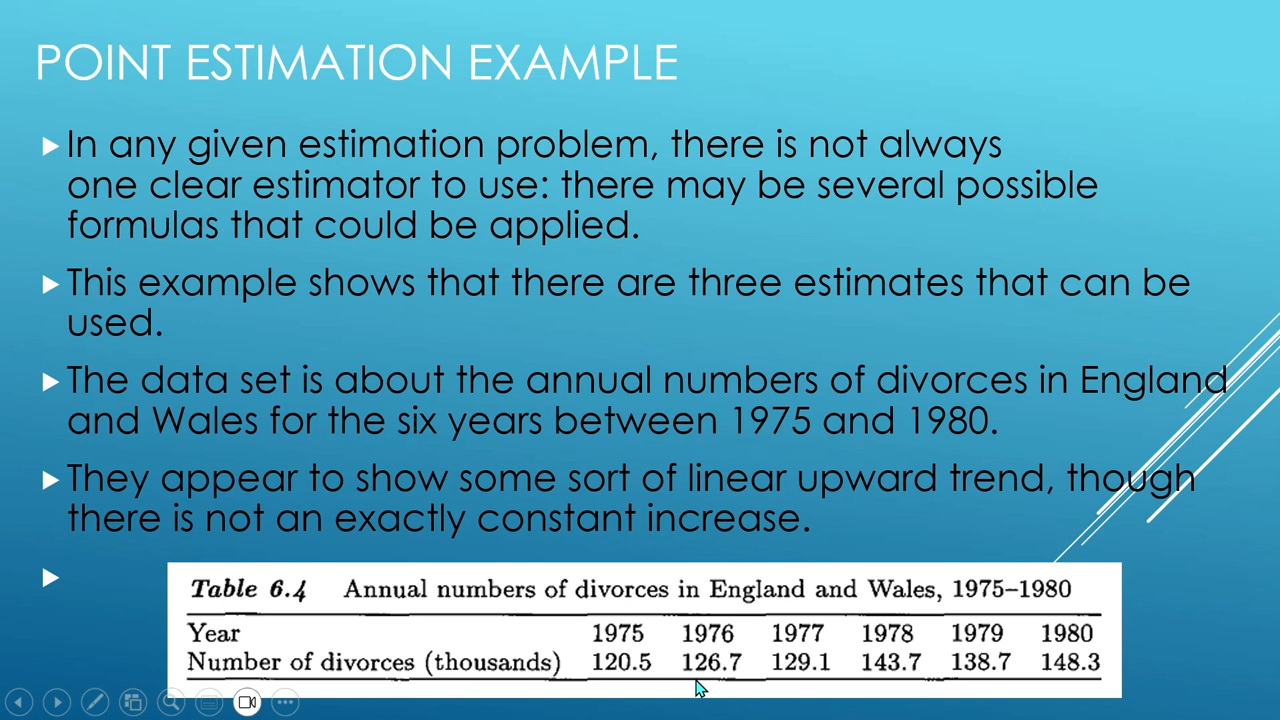 POINT ESTIMATION EXAMPLE
In any given estimation problem, there is not always
one clear estimator to use: there may be several possible
formulas that could be applied.
This example shows that there are three estimates that can be
used.
The data set is about the annual numbers of divorces in England
and Wales for the six years between 1975 and 1980.
They appear to show some sort of linear upward trend, though
there is not an exactly constant increase.
Table 6.4 Annual numbers of divorces in England and Wales, 1975–1980
Year 1975 1976 1977 1978 1979 1980
Number of divorces (thousands) 120.5 126.7 129.1 143.7 138.7 148.3